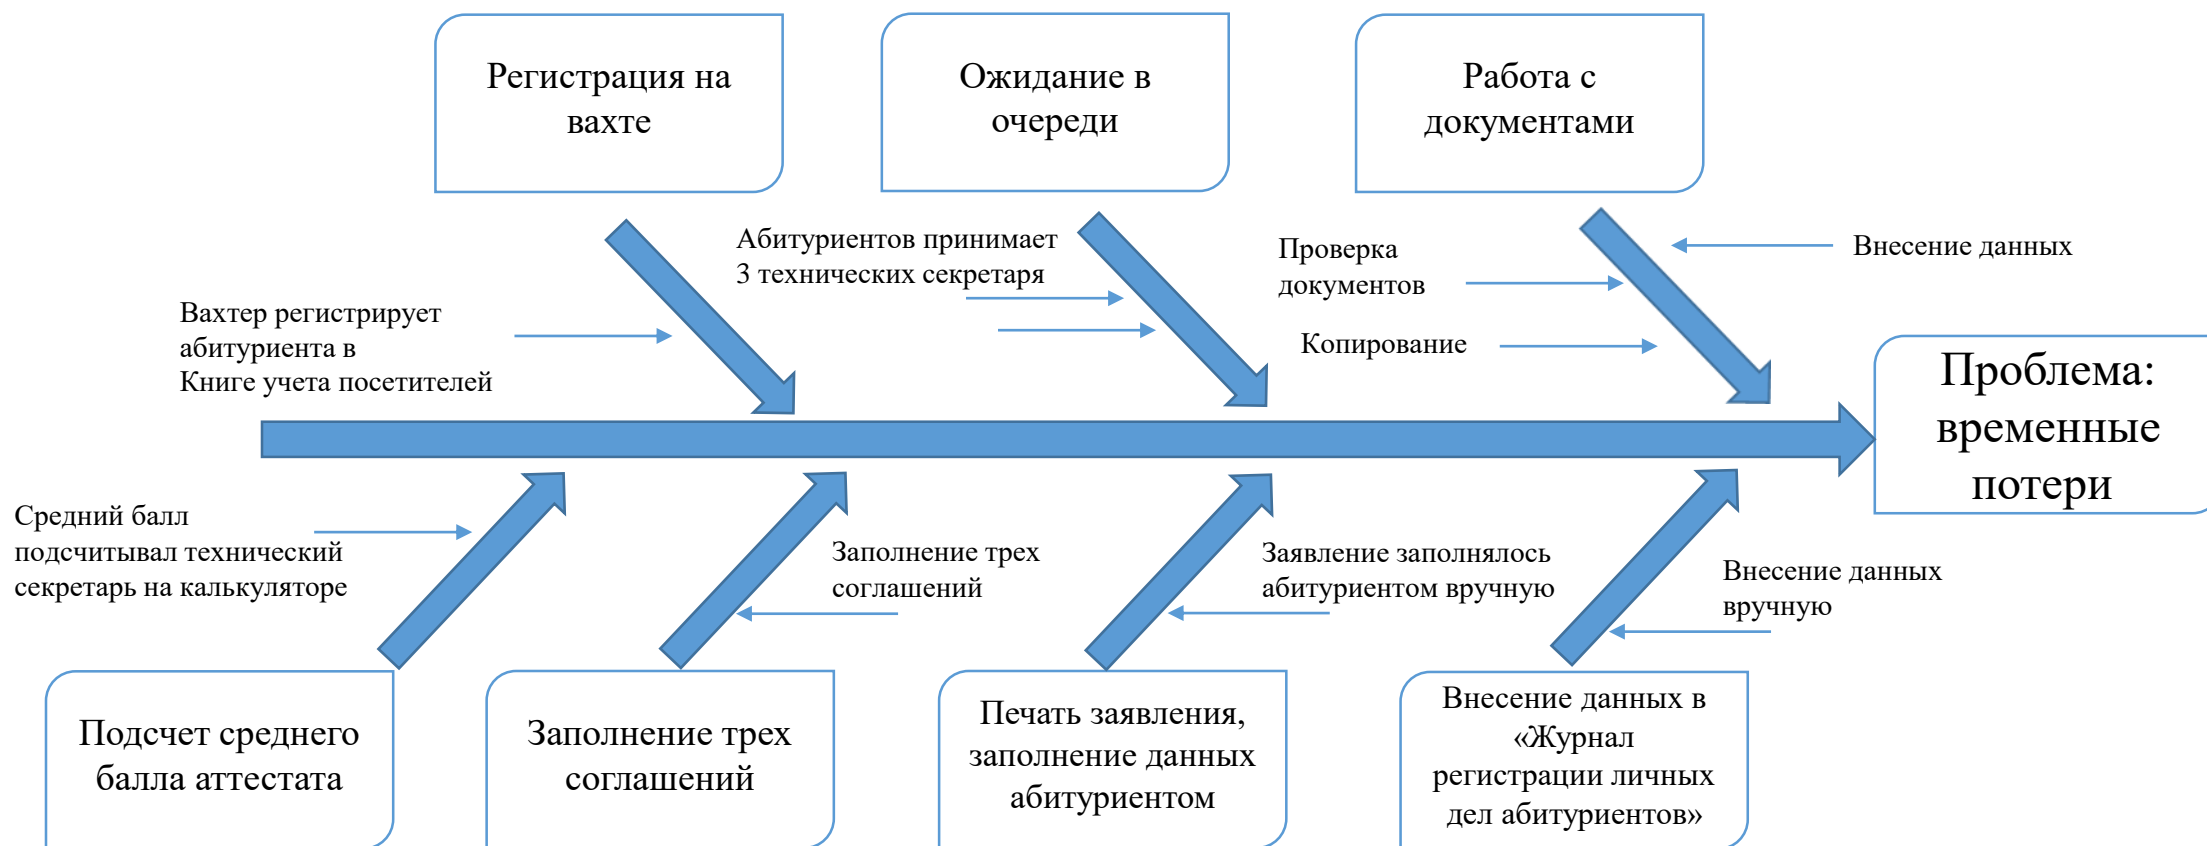 Регистрация на
вахте
Ожидание в
очереди
Работа с
документами
Абитуриентов принимает
3 технических секретаря
Проверка
документов
Внесение данных
Копирование
Вахтер регистрирует
абитуриента в
Книге учета посетителей
Проблема:
временные
потери
Средний балл
подсчитывал технический
секретарь на калькуляторе
Заполнение трех
соглашений
Заявление заполнялось
абитуриентом вручную
Внесение данных
вручную
Подсчет среднего
балла аттестата
Заполнение трех
соглашений
Печать заявления,
заполнение данных
абитуриентом
Внесение данных в
«Журнал
регистрации личных
дел абитуриентов»